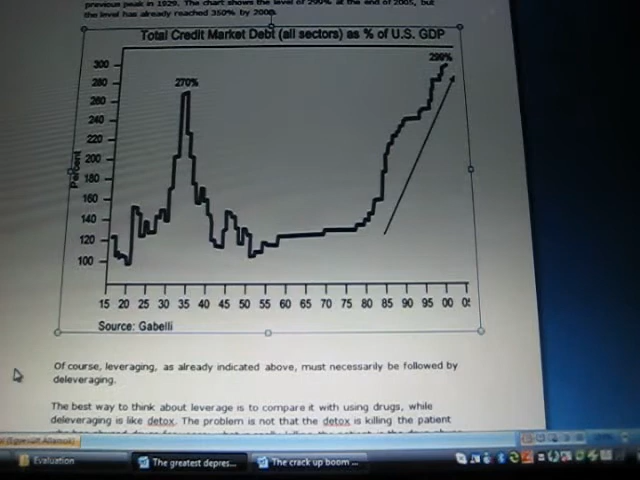 previous peak in 1929. The chart shows the level of 299% at the end of 2005, but
the level has already reached 350% by 2008.
Total Credit Market Debt (all sectors) as % of U.S. GDP
299%
300
280
270%
260
240
220
200
180
160
140
120
100
Percent
15 20 25 30 35 40 45 50 55 60 65 70 75 80 85 90 95 00
Source: Gabelli
Of course, leveraging, as already indicated above, must necessarily be followed by
deleveraging.
The best way to think about leverage is to compare it with using drugs, while
deleveraging is like detox. The problem is not that the detox is killing the patient
Evaluation
The greatest depres...
The crack up boom ...